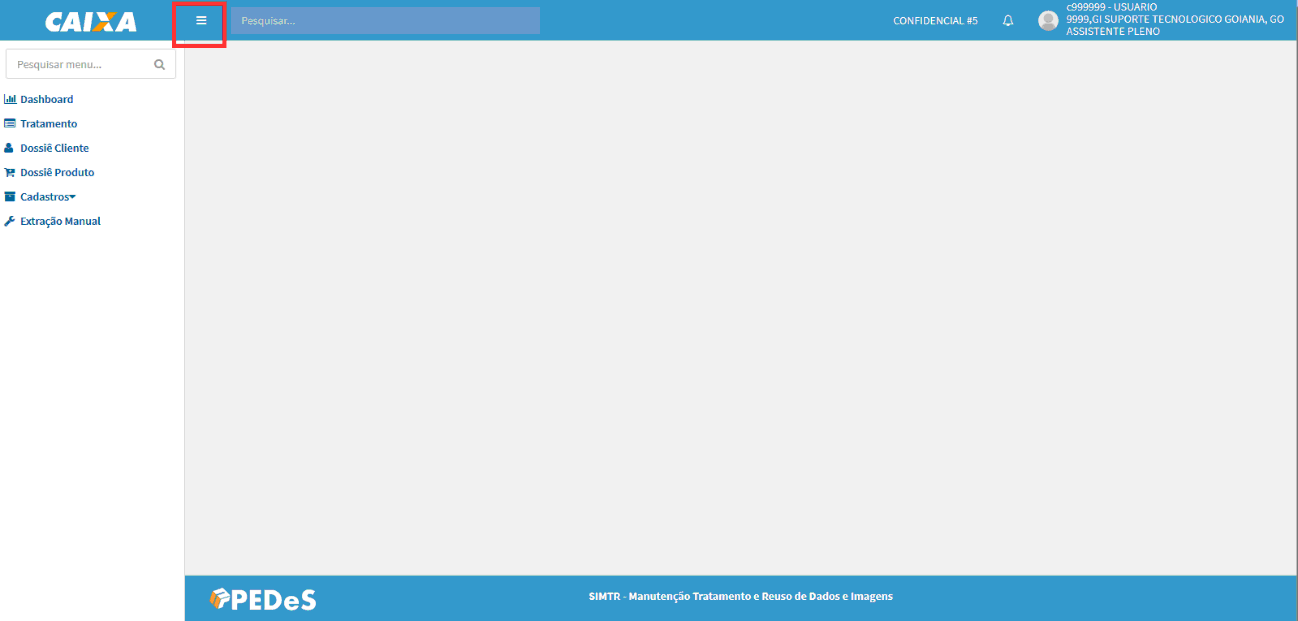 CAIXA
Pesquisar...
CONFIDENCIAL #5
c999999 - USUARIO
9999,GI SUPORTE TECNOLOGICO GOIANIA, GO
ASSISTENTE PLENO
Pesquisar menu...
Dashboard
Tratamento
Dossiê Cliente
Dossiê Produto
Cadastros
Extração Manual
PEDeS
SIMTR - Manutenção Tratamento e Reuso de Dados e Imagens